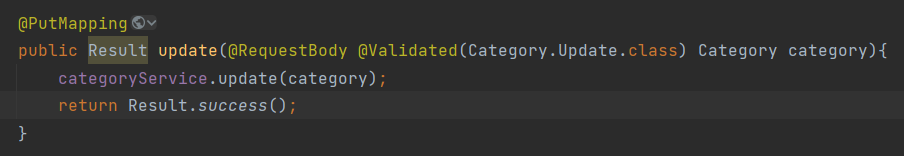 @PutMapping
public Result update(@RequestBody @Validated(Category.Update.class) Category category){
categoryService.update(category);
return Result.success();
}